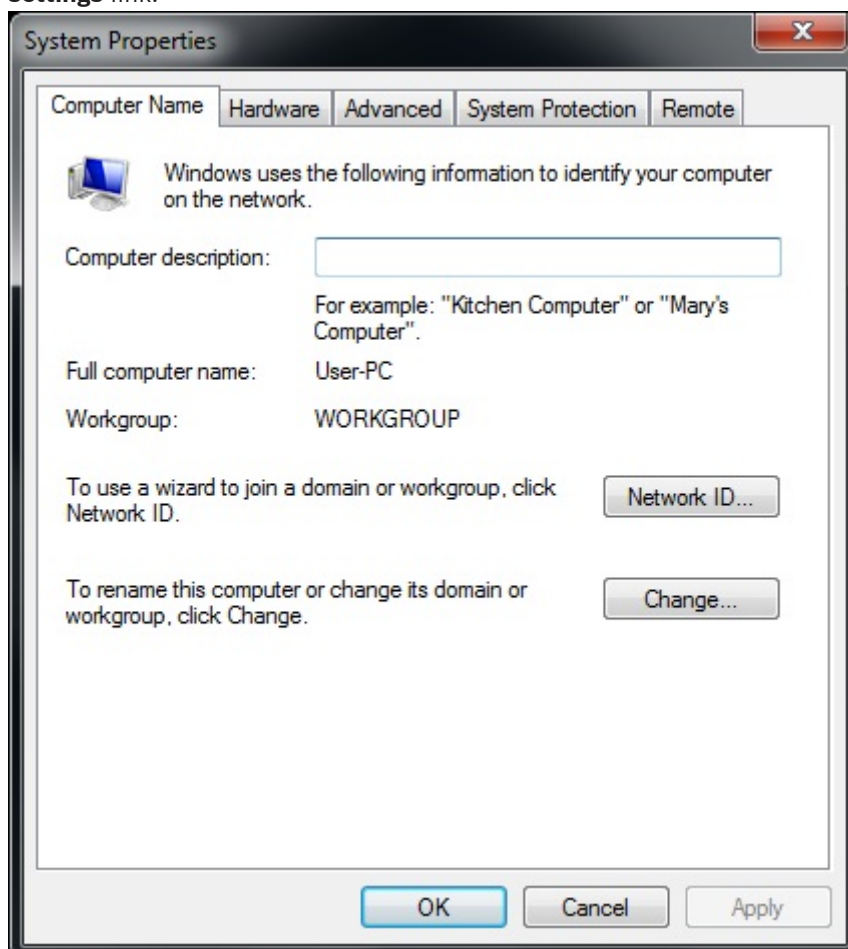 System Properties
Computer Name Hardware Advanced System Protection Remote
Windows uses the following information to identify your computer
on the network.
Computer description:
For example: "Kitchen Computer" or "Mary's
Computer".
Full computer name: User-PC
Workgroup: WORKGROUP
To use a wizard to join a domain or workgroup, click
Network ID.
Network ID...
To rename this computer or change its domain or
workgroup, click Change.
Change...
OK Cancel Apply